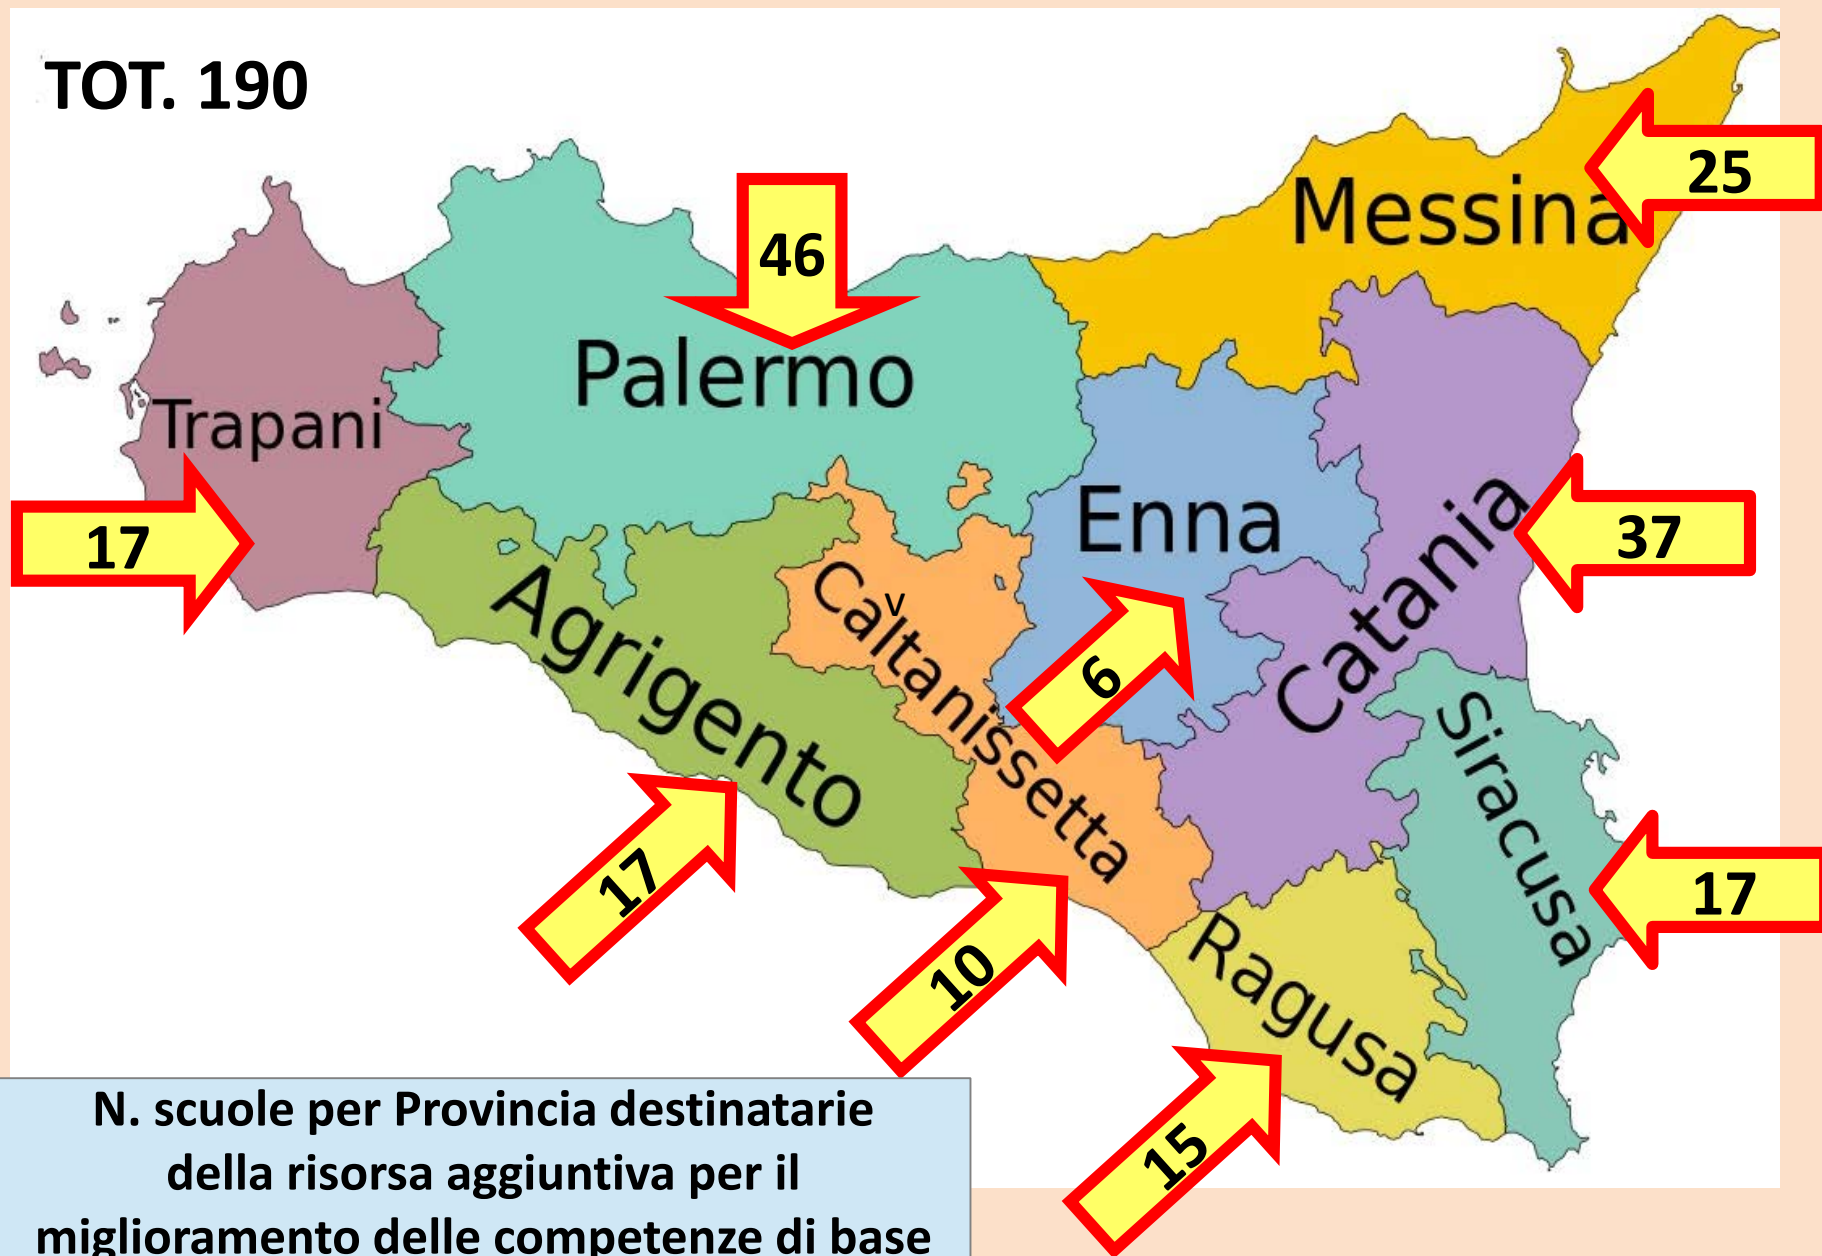 TOT. 190
25
Messina
46
Palermo
Trapani
17
Enna
Catania
37
Agrigento
v
Caltanissetta
6
Siracusa
17
17
10
Ragusa
15
N. scuole per Provincia destinatarie
della risorsa aggiuntiva per il
miglioramento delle competenze di base